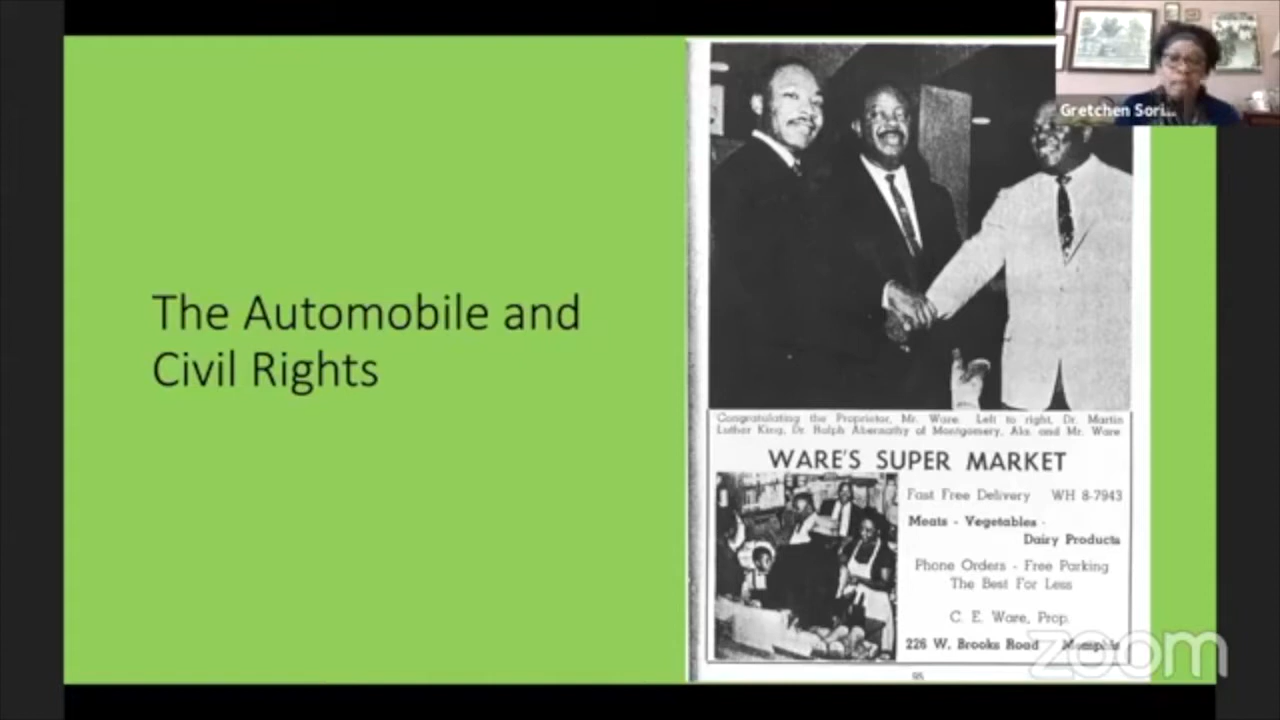 Gretchen Sori...
The Automobile and
Civil Rights
Congratulating the Proprietor, Mr. Ware. Left to right, Dr. Martin
Luther King, Dr. Ralph Abernathy of Montgomery, Ala. and Mr. Ware
WARE'S SUPER MARKET
Fast Free Delivery WH 8-7943
Meats - Vegetables -
Dairy Products
Phone Orders - Free Parking
The Best For Less
C. E. Ware, Prop.
226 W. Brooks Road Memphis
zoom